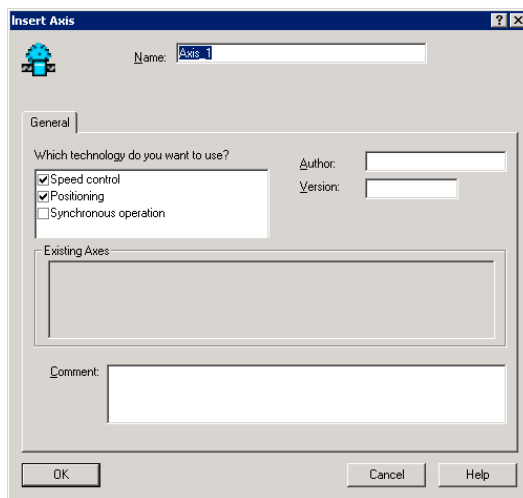 Insert Axis
Name: Axis_1
General
Which technology do you want to use?
Speed control
Positioning
Synchronous operation
Author:
Version:
Existing Axes
Comment:
OK Cancel Help